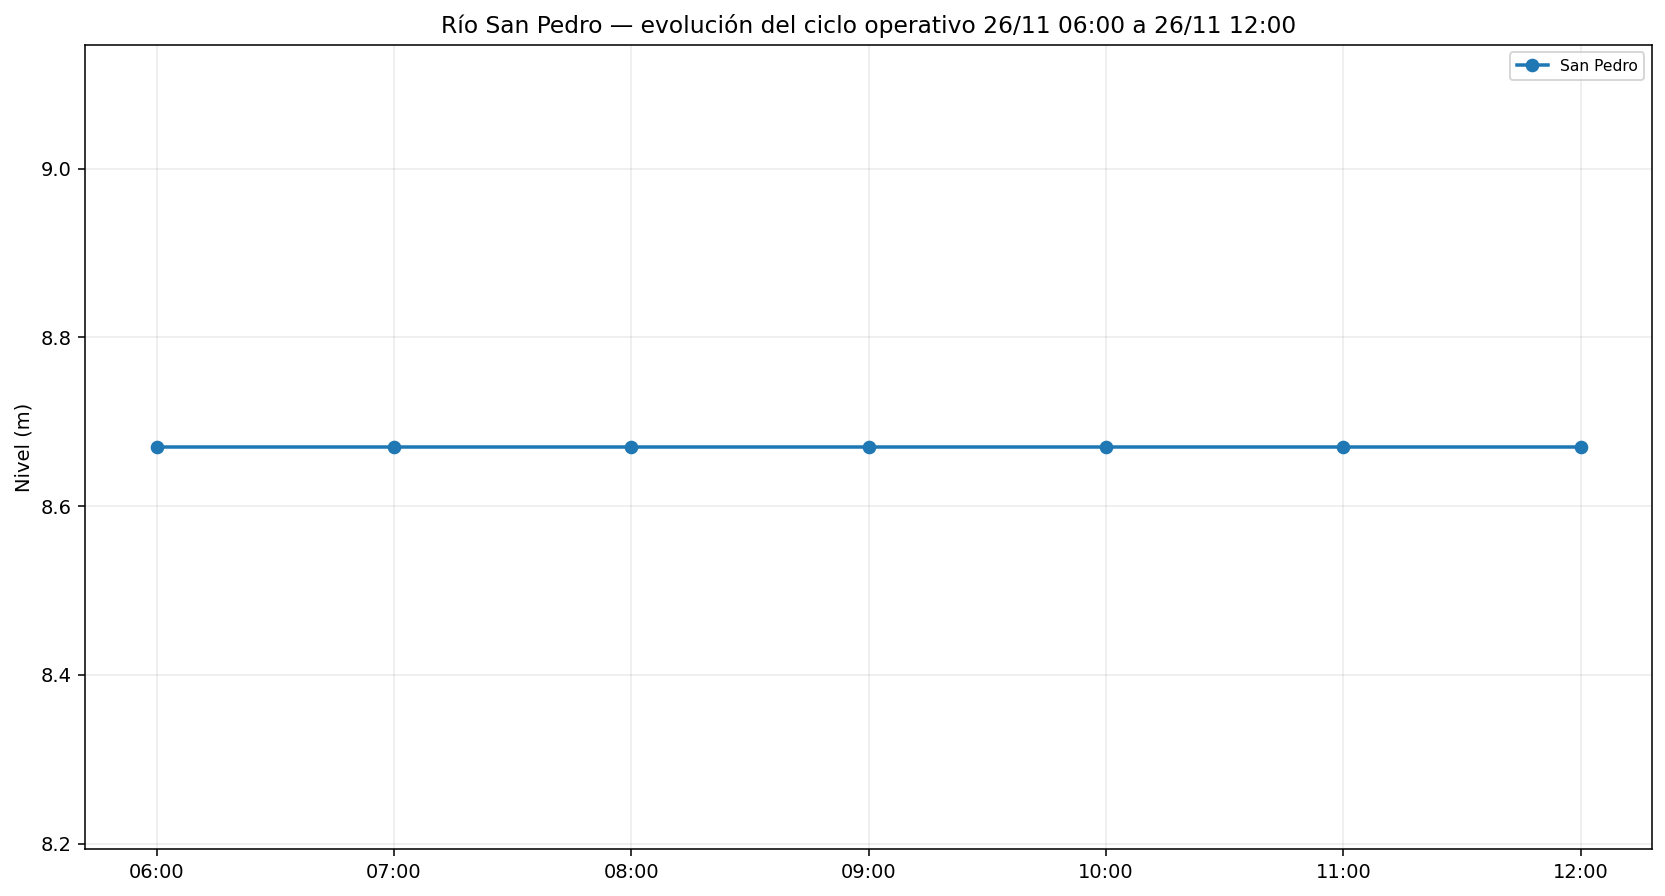 Río San Pedro — evolución del ciclo operativo 26/11 06:00 a 26/11 12:00
San Pedro
Nivel (m)
9.0
8.8
8.6
8.4
8.2
06:00 07:00 08:00 09:00 10:00 11:00 12:00